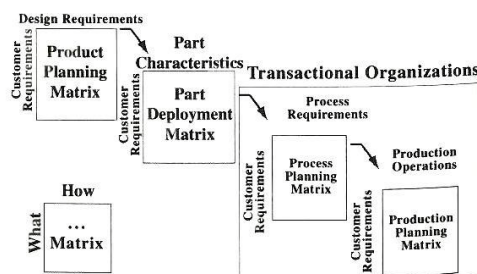 Design Requirements
Customer
Requirements
Product
Planning
Matrix
Part
Characteristics
Customer
Requirements
Part
Deployment
Matrix
Transactional Organizations
Process
Requirements
Customer
Requirements
Process
Planning
Matrix
Production
Operations
Customer
Requirements
Production
Planning
Matrix
How
What
...
Matrix